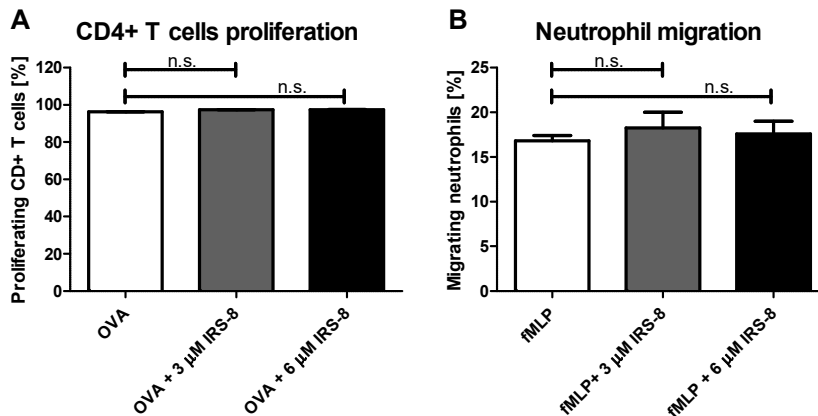 A
CD4+ T cells proliferation
n.s.
n.s.
Proliferating CD+ T cells [%]
120
100
80
60
40
20
0
OVA
OVA + 3 µM IRS-8
OVA + 6 µM IRS-8
B
Neutrophil migration
n.s.
n.s.
Migrating neutrophils [%]
25
20
15
10
5
0
fMLP
fMLP+ 3 µM IRS-8
fMLP + 6 µM IRS-8